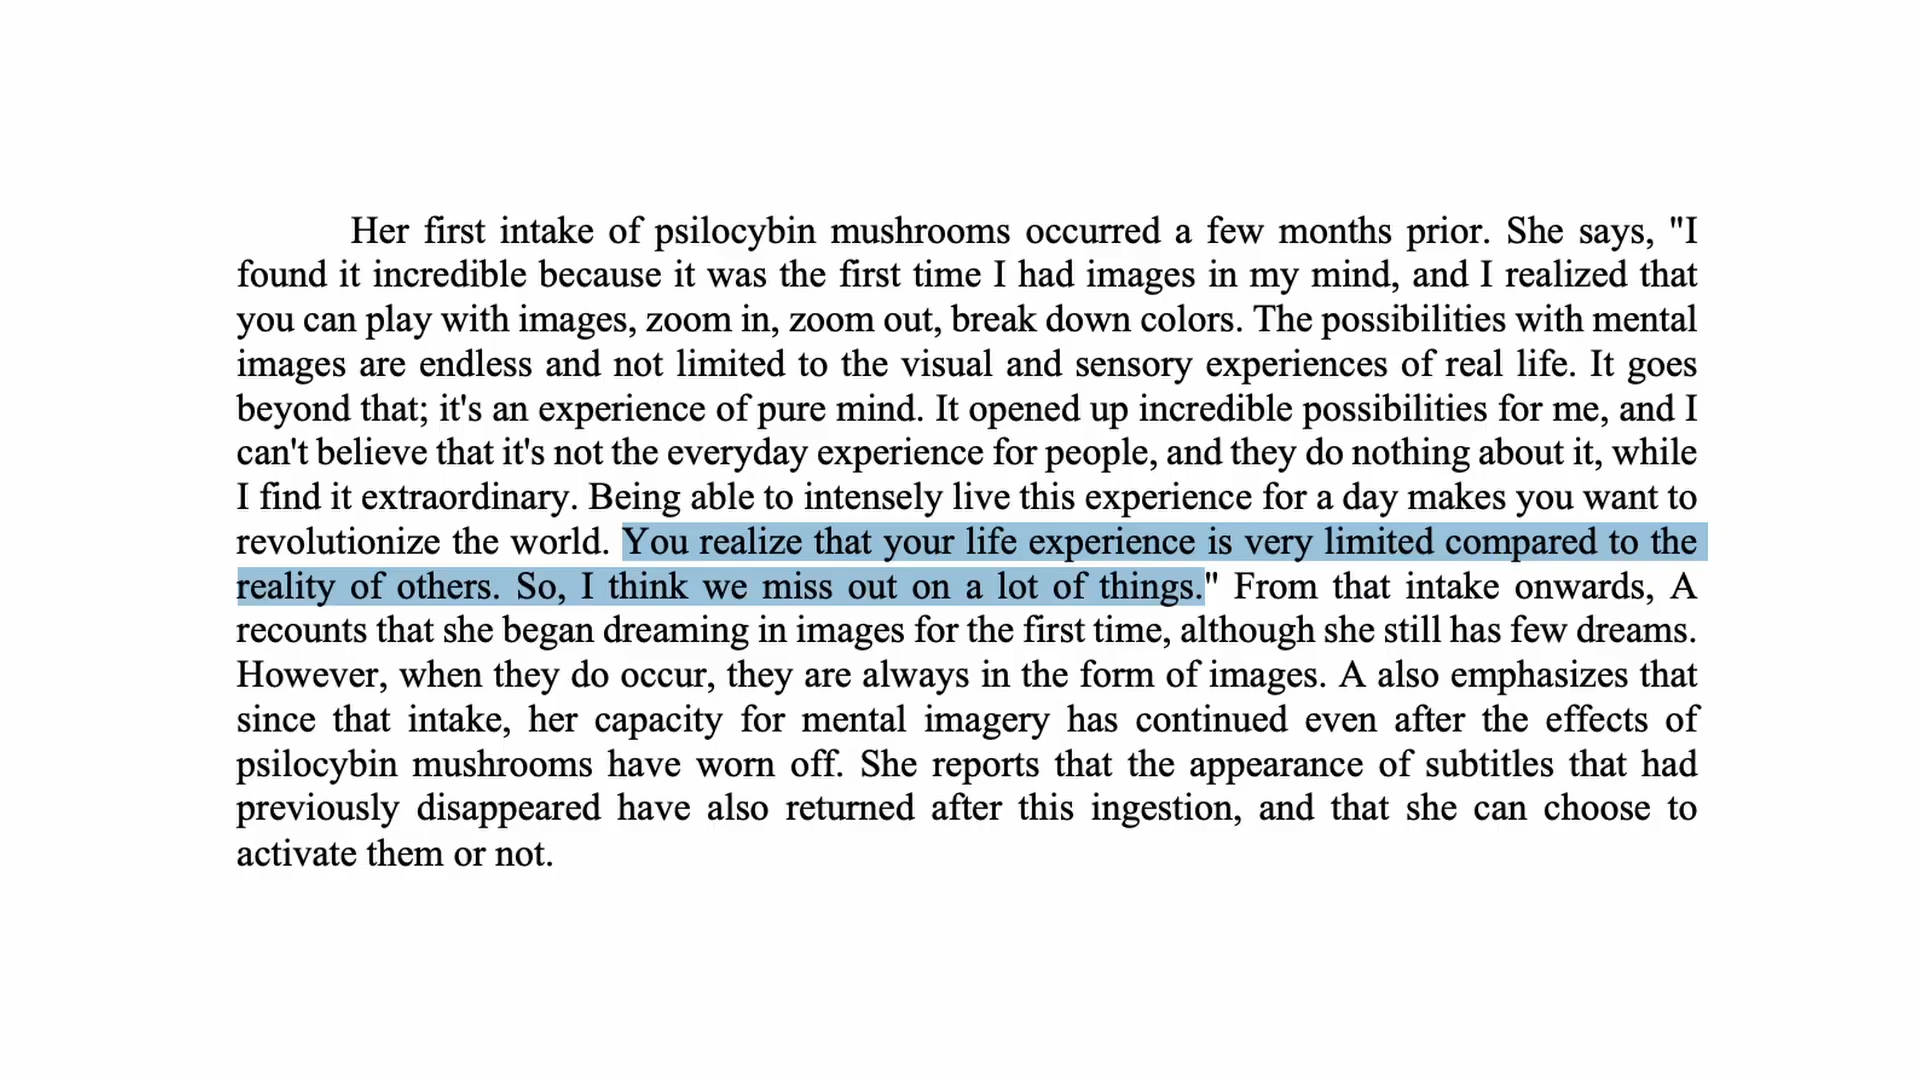 Her first intake of psilocybin mushrooms occurred a few months prior. She says, "I
found it incredible because it was the first time I had images in my mind, and I realized that
you can play with images, zoom in, zoom out, break down colors. The possibilities with mental
images are endless and not limited to the visual and sensory experiences of real life. It goes
beyond that; it's an experience of pure mind. It opened up incredible possibilities for me, and I
can't believe that it's not the everyday experience for people, and they do nothing about it, while
I find it extraordinary. Being able to intensely live this experience for a day makes you want to
revolutionize the world. You realize that your life experience is very limited compared to the
reality of others. So, I think we miss out on a lot of things." From that intake onwards, A
recounts that she began dreaming in images for the first time, although she still has few dreams.
However, when they do occur, they are always in the form of images. A also emphasizes that
since that intake, her capacity for mental imagery has continued even after the effects of
psilocybin mushrooms have worn off. She reports that the appearance of subtitles that had
previously disappeared have also returned after this ingestion, and that she can choose to
activate them or not.